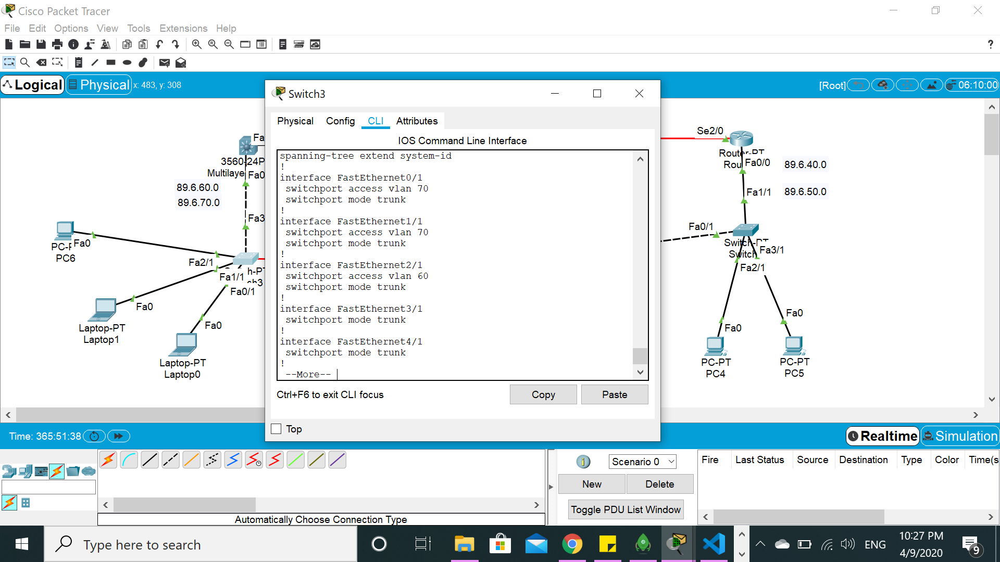 Cisco Packet Tracer
File Edit Options View Tools Extensions Help
Logical Physical x: 483, y: 308
[Root] 06:10:00
Switch3
Physical Config CLI Attributes
IOS Command Line Interface
spanning-tree extend system-id
!
interface FastEthernet0/1
switchport access vlan 70
switchport mode trunk
!
interface FastEthernet1/1
switchport access vlan 70
switchport mode trunk
!
interface FastEthernet2/1
switchport access vlan 60
switchport mode trunk
!
interface FastEthernet3/1
switchport mode trunk
!
interface FastEthernet4/1
switchport mode trunk
!
--More--
Ctrl+F6 to exit CLI focus
Copy Paste
Top
Fa
3560-24P
Multilaye
Fa0
89.6.60.0
89.6.70.0
Fa3
PC-P Fa0
PC6
Fa2/1
h-PT
Fa1/1
ch3
Fa0/1
Fa0
Laptop-PT
Laptop1
Fa0
Laptop-PT
Laptop0
Se2/0
Router-PT
Rou
Fa0/0
89.6.40.0
Fa1/1
89.6.50.0
Fa0/1
Switch-PT
Switch
Fa3/1
Fa2/1
Fa0
Fa0
PC-PT
PC4
PC-PT
PC5
Time: 365:51:38
Realtime Simulation
Scenario 0
New Delete
Toggle PDU List Window
Fire Last Status Source Destination Type Color Time(s
Automatically Choose Connection Type
Type here to search
ENG
10:27 PM
4/9/2020
9